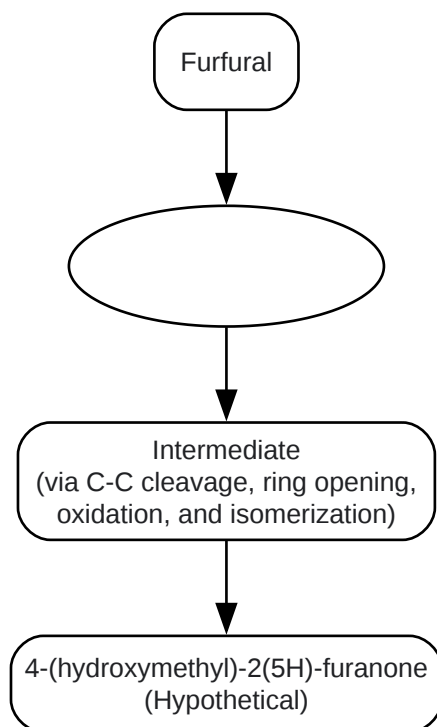 Furfural
Intermediate
(via C-C cleavage, ring opening,
oxidation, and isomerization)
4-(hydroxymethyl)-2(5H)-furanone
(Hypothetical)